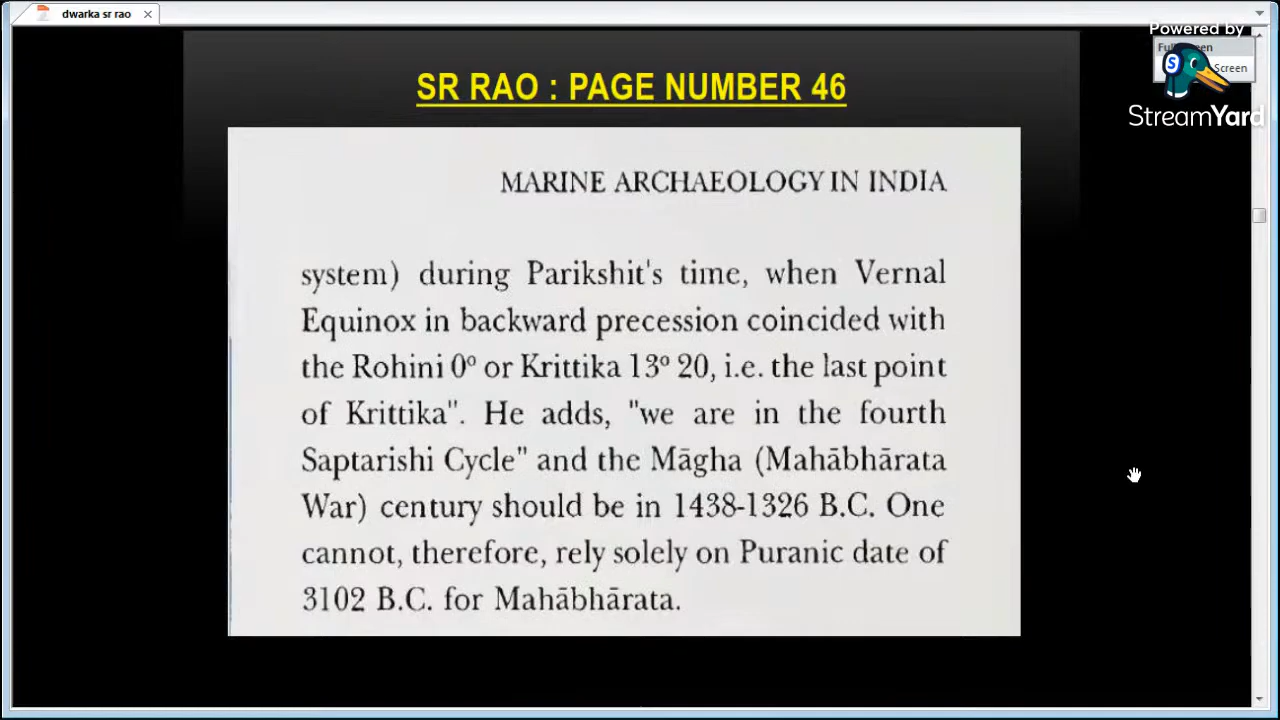 dwarka sr rao
Powered by
Screen
StreamYard
SR RAO : PAGE NUMBER 46
MARINE ARCHAEOLOGY IN INDIA
system) during Parikshit's time, when Vernal
Equinox in backward precession coincided with
the Rohini 0º or Krittika 13º 20, i.e. the last point
of Krittika". He adds, "we are in the fourth
Saptarishi Cycle" and the Māgha (Mahābhārata
War) century should be in 1438-1326 B.C. One
cannot, therefore, rely solely on Puranic date of
3102 B.C. for Mahābhārata.